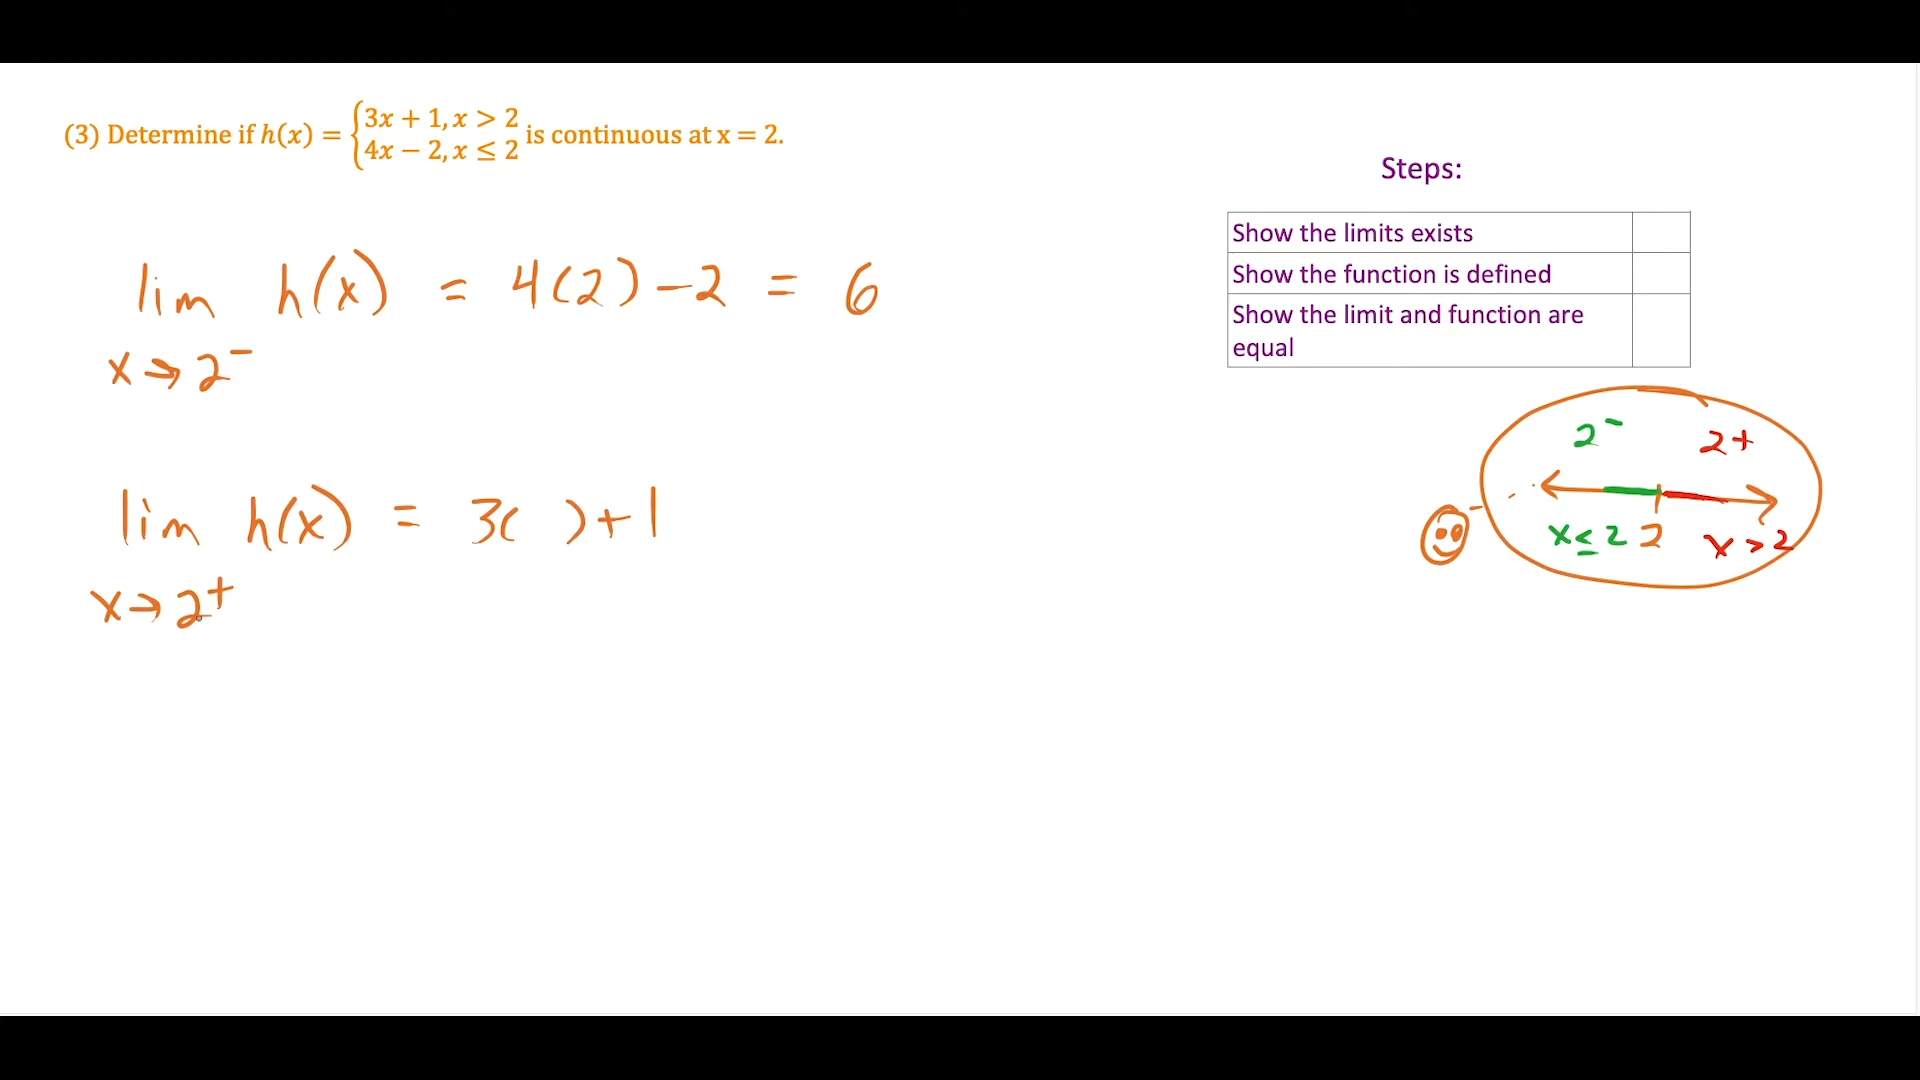 (3) Determine if h(x) = {3x + 1, x > 2
4x − 2, x ≤ 2 is continuous at x = 2.
Steps:
Show the limits exists
Show the function is defined
Show the limit and function are
equal
lim h(x) = 4(2) - 2 = 6
x → 2⁻
lim h(x) = 3( ) + 1
x → 2⁺
2⁻ 2+
x ≤ 2 2 x > 2